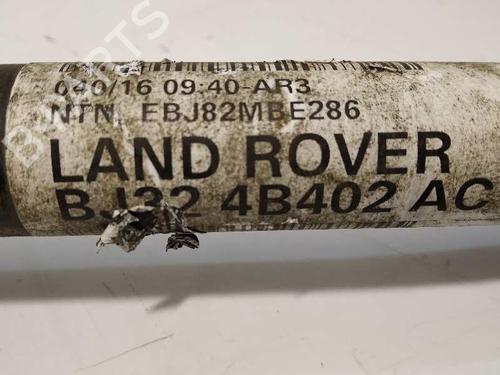 040/16 09:40-AR3
NTN EBJ82MBE286
LAND ROVER
BJ32 4B402 AC